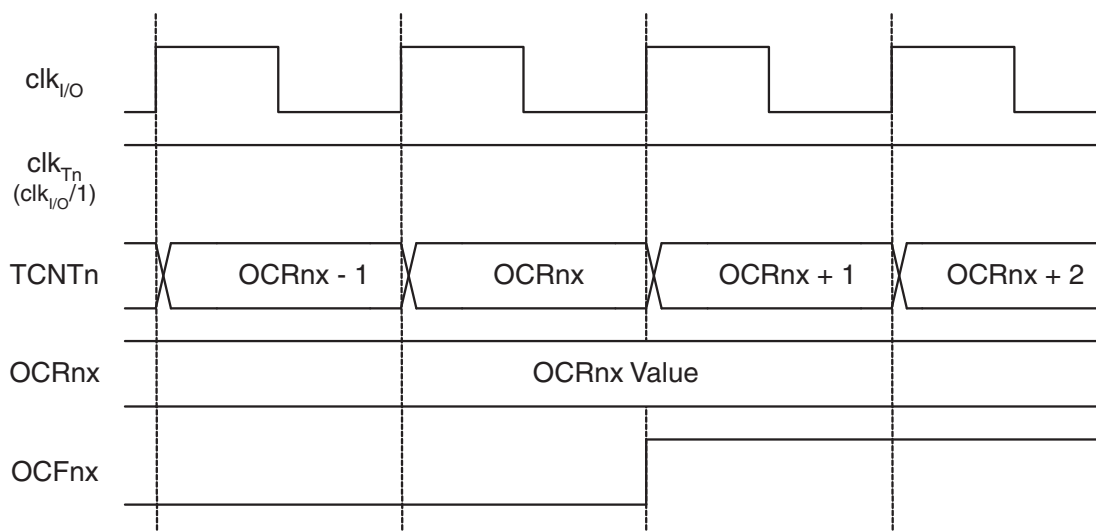 clkI/O
clkTn
(clkI/O/1)
TCNTn OCRnx - 1 OCRnx OCRnx + 1 OCRnx + 2
OCRnx OCRnx Value
OCFnx